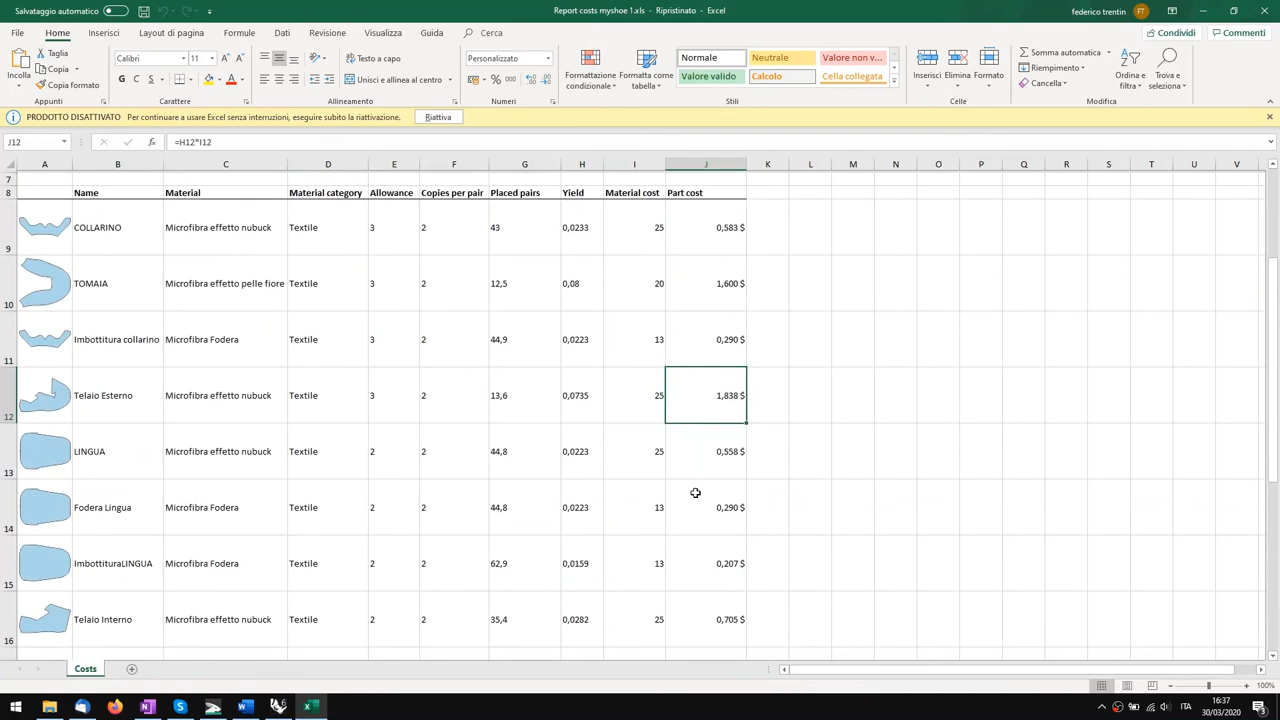 Salvataggio automatico
Report costs myshoe 1.xls - Ripristinato - Excel
federico trentin FT
File Home Inserisci Layout di pagina Formule Dati Revisione Visualizza Guida Cerca Condividi Commenti
Incolla Taglia Copia Copia formato Appunti
Calibri 11 A A G C S A Carattere
Testo a capo Unisci e allinea al centro Allineamento
Personalizzato % 000 Numeri
Formattazione condizionale Formatta come tabella
Normale Neutrale Valore non v...
Valore valido Calcolo Cella collegata
Stili
Inserisci Elimina Formato Celle
Somma automatica Riempimento Cancella Ordina e filtra Trova e seleziona Modifica
PRODOTTO DISATTIVATO Per continuare a usare Excel senza interruzioni, eseguire subito la riattivazione. Riattiva
J12 fx =H12*I12
A B C D E F G H I J K L M N O P Q R S T U V
7
8 Name Material Material category Allowance Copies per pair Placed pairs Yield Material cost Part cost
9 COLLARINO Microfibra effetto nubuck Textile 3 2 43 0,0233 25 0,583 $
10 TOMAIA Microfibra effetto pelle fiore Textile 3 2 12,5 0,08 20 1,600 $
11 Imbottitura collarino Microfibra Fodera Textile 3 2 44,9 0,0223 13 0,290 $
12 Telaio Esterno Microfibra effetto nubuck Textile 3 2 13,6 0,0735 25 1,838 $
13 LINGUA Microfibra effetto nubuck Textile 2 2 44,8 0,0223 25 0,558 $
14 Fodera Lingua Microfibra Fodera Textile 2 2 44,8 0,0223 13 0,290 $
15 ImbottituraLINGUA Microfibra Fodera Textile 2 2 62,9 0,0159 13 0,207 $
16 Telaio Interno Microfibra effetto nubuck Textile 2 2 35,4 0,0282 25 0,705 $
Costs
100%
ITA
16:37
30/03/2020